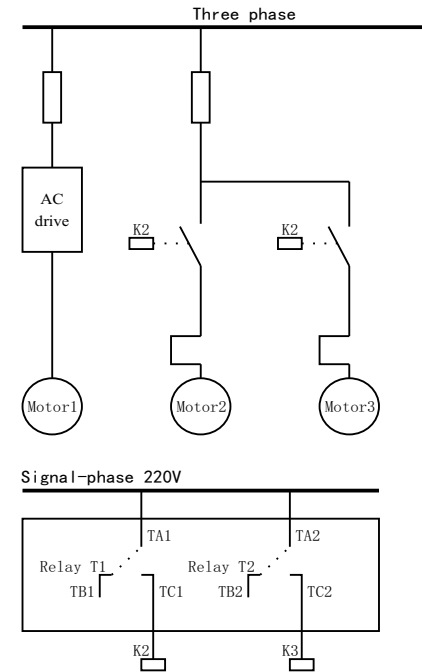 Three phase
AC
drive
K2
K2
Motor1
Motor2
Motor3
Signal-phase 220V
TA1
TA2
Relay T1
Relay T2
TB1
TC1
TB2
TC2
K2
K3